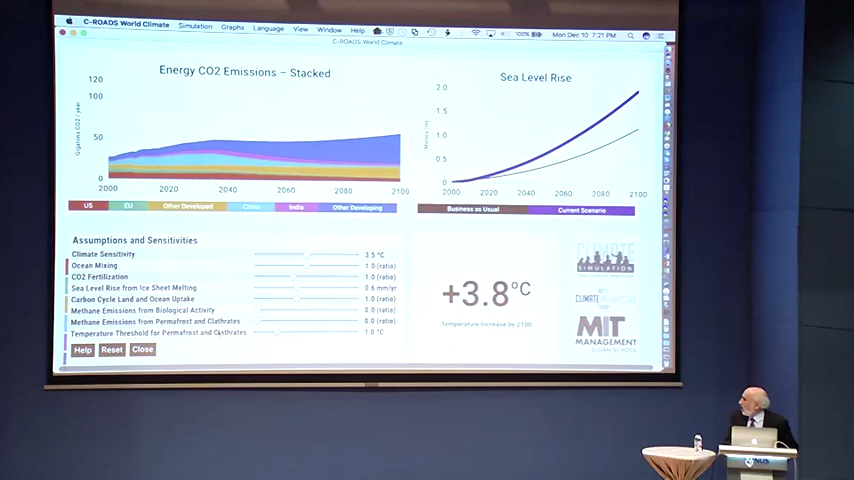 C-ROADS World Climate Simulation Graphs Language View Window Help 100% Mon Dec 10 7:21 PM
C-ROADS World Climate
Energy CO2 Emissions – Stacked
Gigatons CO2 / year
120
100
50
0
2000 2020 2040 2060 2080 2100
US EU Other Developed China India Other Developing
Sea Level Rise
2.0
1.5
1.0
0.5
0
2000 2020 2040 2060 2080 2100
Business as Usual Current Scenario
Assumptions and Sensitivities
Climate Sensitivity 3.5 °C
Ocean Mixing 1.0 (ratio)
CO2 Fertilization 1.0 (ratio)
Sea Level Rise from Ice Sheet Melting 0.6 mm/yr
Carbon Cycle Land and Ocean Uptake 1.0 (ratio)
Methane Emissions from Biological Activity 0.0 (ratio)
Methane Emissions from Permafrost and Clathrates 0.0 (ratio)
Temperature Threshold for Permafrost and Clathrates 1.0 °C
Help Reset Close
+3.8°C
Temperature Increase by 2100
CLIMATE
SIMULATION
CLIMATE
MIT
MANAGEMENT
SLOAN SCHOOL
NUS